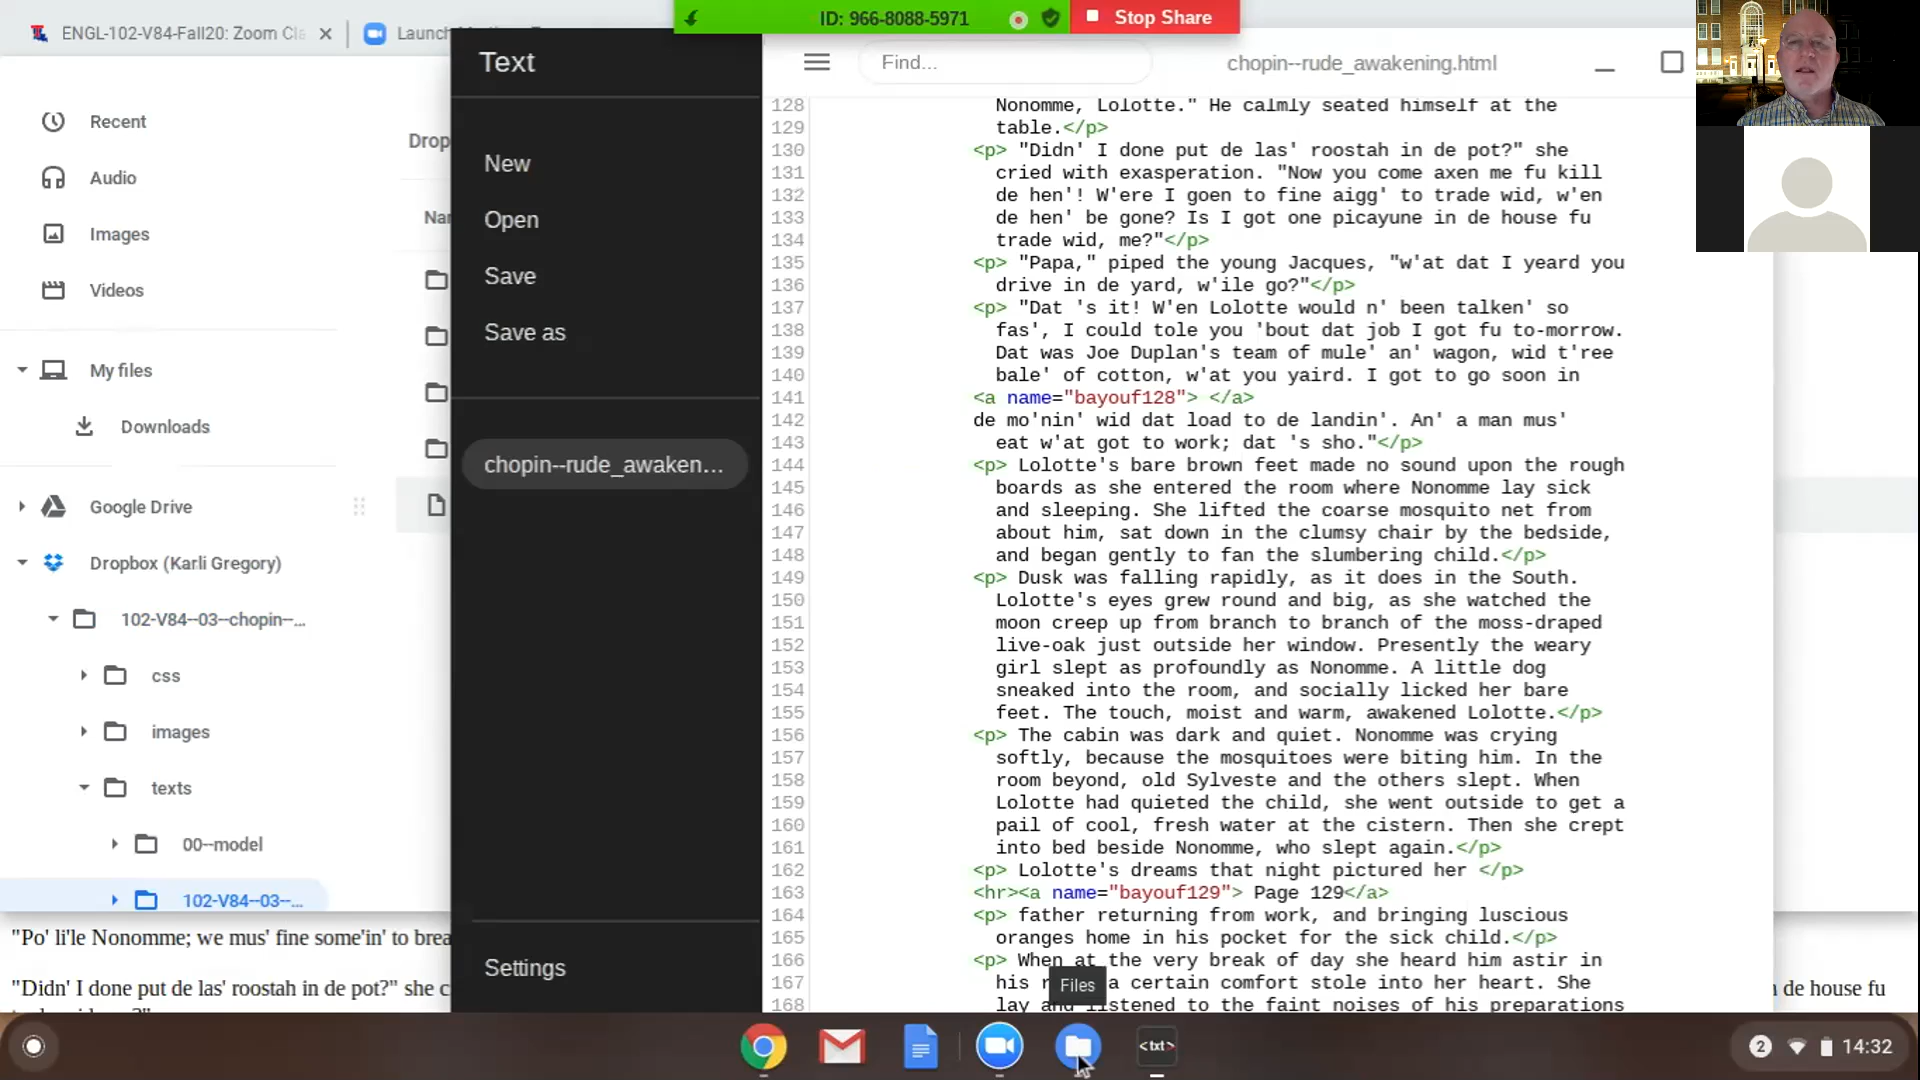 ID: 966-8088-5971
Stop Share
ENGL-102-V84-Fall20: Zoom Cla
Launch
Recent
Audio
Images
Videos
My files
Downloads
Google Drive
Dropbox (Karli Gregory)
102-V84--03--chopin--...
css
images
texts
00--model
102-V84--03--...
Drop
Nar
Text
New
Open
Save
Save as
chopin--rude_awaken...
Settings
Find...
chopin--rude_awakening.html
128 Nonomme, Lolotte." He calmly seated himself at the
129 table.</p>
130 <p> "Didn' I done put de las' roostah in de pot?" she
131 cried with exasperation. "Now you come axen me fu kill
132 de hen'! W'ere I goen to fine aigg' to trade wid, w'en
133 de hen' be gone? Is I got one picayune in de house fu
134 trade wid, me?"</p>
135 <p> "Papa," piped the young Jacques, "w'at dat I yeard you
136 drive in de yard, w'ile go?"</p>
137 <p> "Dat 's it! W'en Lolotte would n' been talken' so
138 fas', I could tole you 'bout dat job I got fu to-morrow.
139 Dat was Joe Duplan's team of mule' an' wagon, wid t'ree
140 bale' of cotton, w'at you yaird. I got to go soon in
141 <a name="bayouf128"> </a>
142 de mo'nin' wid dat load to de landin'. An' a man mus'
143 eat w'at got to work; dat 's sho."</p>
144 <p> Lolotte's bare brown feet made no sound upon the rough
145 boards as she entered the room where Nonomme lay sick
146 and sleeping. She lifted the coarse mosquito net from
147 about him, sat down in the clumsy chair by the bedside,
148 and began gently to fan the slumbering child.</p>
149 <p> Dusk was falling rapidly, as it does in the South.
150 Lolotte's eyes grew round and big, as she watched the
151 moon creep up from branch to branch of the moss-draped
152 live-oak just outside her window. Presently the weary
153 girl slept as profoundly as Nonomme. A little dog
154 sneaked into the room, and socially licked her bare
155 feet. The touch, moist and warm, awakened Lolotte.</p>
156 <p> The cabin was dark and quiet. Nonomme was crying
157 softly, because the mosquitoes were biting him. In the
158 room beyond, old Sylveste and the others slept. When
159 Lolotte had quieted the child, she went outside to get a
160 pail of cool, fresh water at the cistern. Then she crept
161 into bed beside Nonomme, who slept again.</p>
162 <p> Lolotte's dreams that night pictured her </p>
163 <hr><a name="bayouf129"> Page 129</a>
164 <p> father returning from work, and bringing luscious
165 oranges home in his pocket for the sick child.</p>
166 <p> When at the very break of day she heard him astir in
167 his a certain comfort stole into her heart. She
168 lay and listened to the faint noises of his preparations
Files
"Po' li'le Nonomme; we mus' fine some'in' to brea
"Didn' I done put de las' roostah in de pot?" she c
de house fu
<txt>
2
14:32